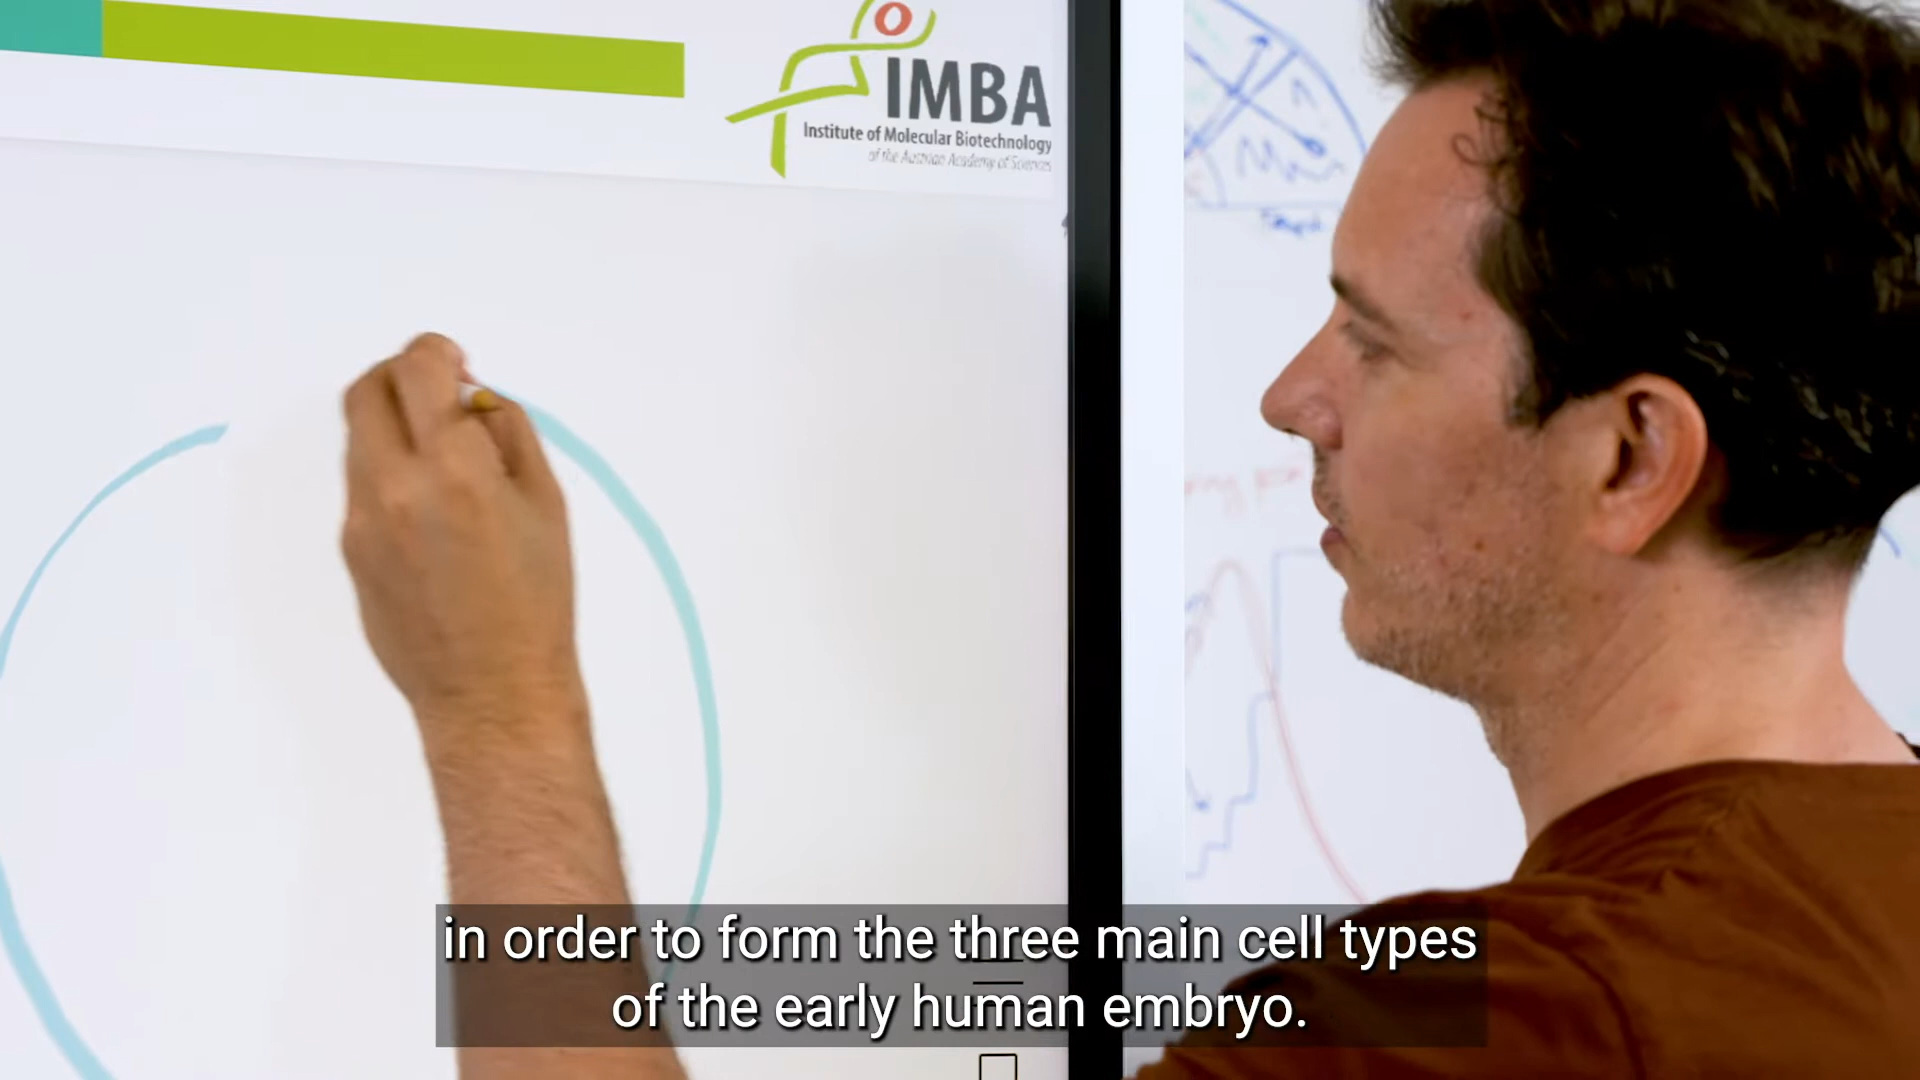 IMBA
Institute of Molecular Biotechnology
of the Austrian Academy of Sciences
in order to form the three main cell types
of the early human embryo.